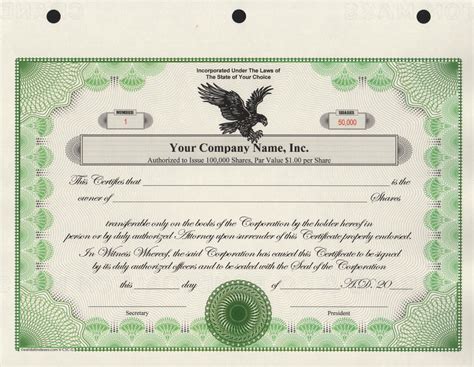 Incorporated Under The Laws of
The State of Your Choice
NUMBER
1
SHARES
50,000
Your Company Name, Inc.
Authorized to Issue 100,000 Shares, Par Value $1.00 per Share
This Certifies that is the
owner of Shares
transferable only on the books of the Corporation by the holder hereof in
person or by duly authorized Attorney upon surrender of this Certificate properly endorsed.
In Witness Whereof, the said Corporation has caused this Certificate to be signed
by its duly authorized officers and to be sealed with the Seal of the Corporation
this day of A.D. 20